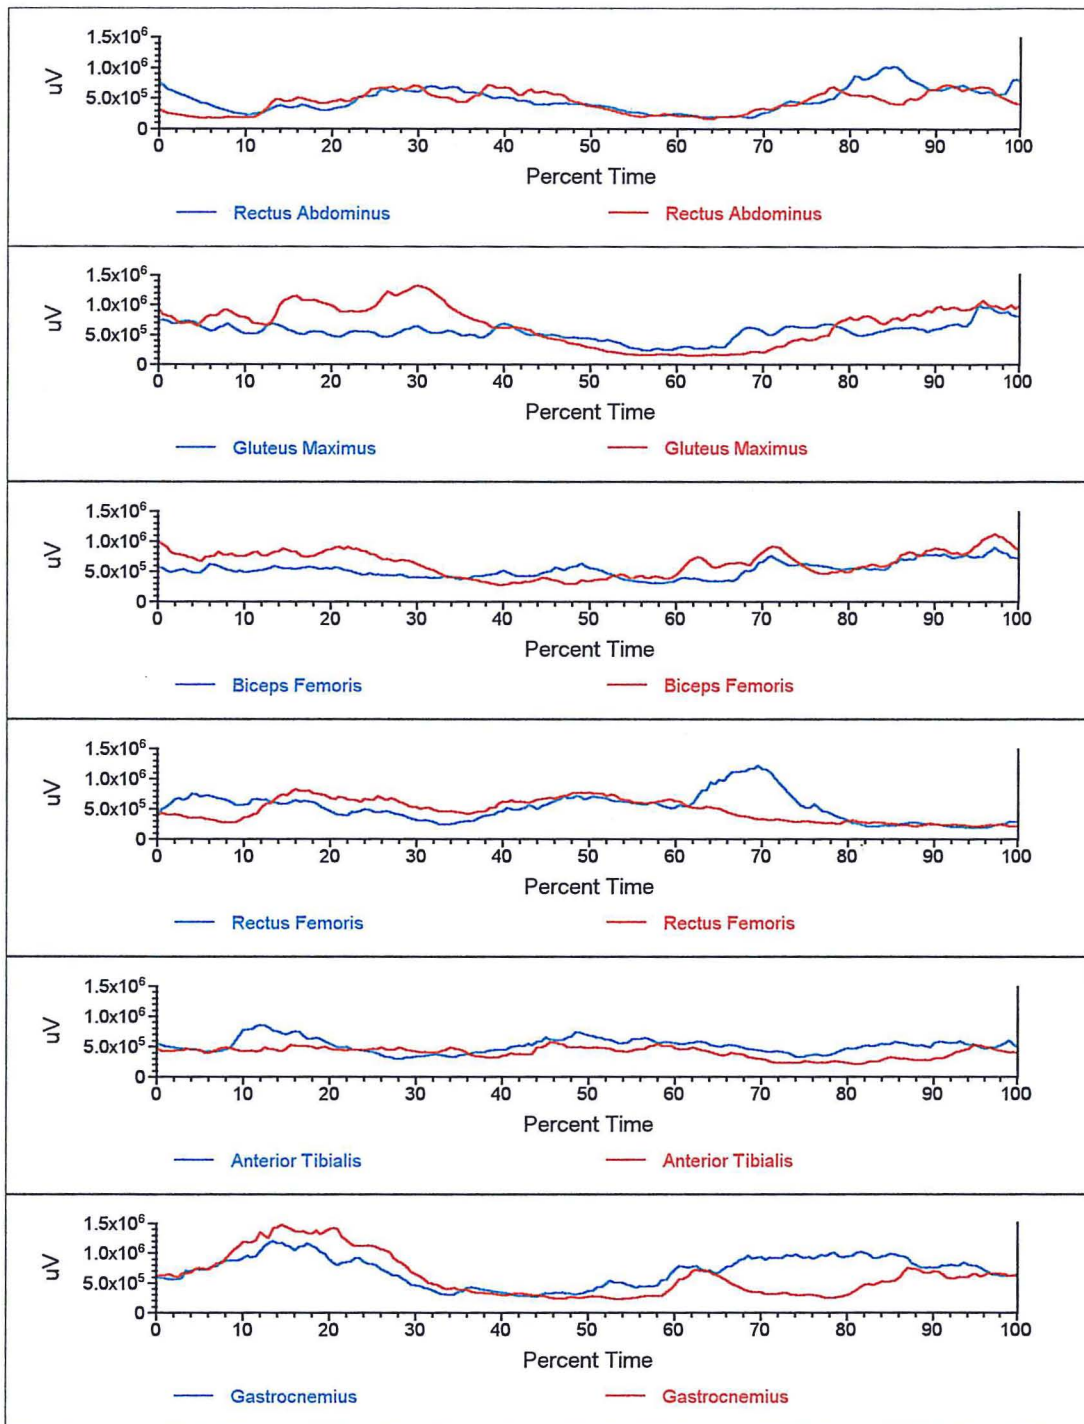 1.5x10⁶
1.0x10⁶
5.0x10⁵
0
uV
0 10 20 30 40 50 60 70 80 90 100
Percent Time
Rectus Abdominus Rectus Abdominus
1.5x10⁶
1.0x10⁶
5.0x10⁵
0
uV
0 10 20 30 40 50 60 70 80 90 100
Percent Time
Gluteus Maximus Gluteus Maximus
1.5x10⁶
1.0x10⁶
5.0x10⁵
0
uV
0 10 20 30 40 50 60 70 80 90 100
Percent Time
Biceps Femoris Biceps Femoris
1.5x10⁶
1.0x10⁶
5.0x10⁵
0
uV
0 10 20 30 40 50 60 70 80 90 100
Percent Time
Rectus Femoris Rectus Femoris
1.5x10⁶
1.0x10⁶
5.0x10⁵
0
uV
0 10 20 30 40 50 60 70 80 90 100
Percent Time
Anterior Tibialis Anterior Tibialis
1.5x10⁶
1.0x10⁶
5.0x10⁵
0
uV
0 10 20 30 40 50 60 70 80 90 100
Percent Time
Gastrocnemius Gastrocnemius